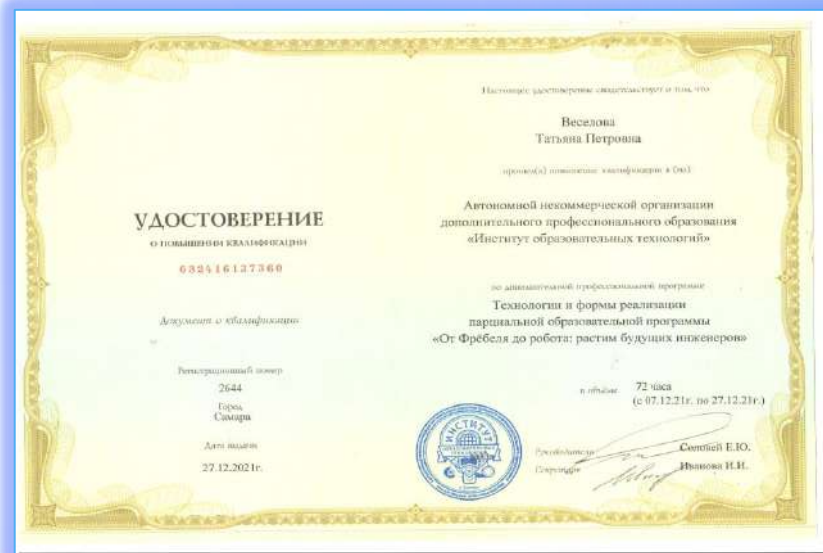 УДОСТОВЕРЕНИЕ
О ПОВЫШЕНИИ КВАЛИФИКАЦИИ
632416137360
Документ о квалификации
Регистрационный номер
2644
Город
Самара
Дата выдачи
27.12.2021г.
Настоящее удостоверение свидетельствует о том, что
Веселова
Татьяна Петровна
прошел(а) повышение квалификации в (на)
Автономной некоммерческой организации
дополнительного профессионального образования
«Институт образовательных технологий»
по дополнительной профессиональной программе
Технологии и формы реализации
парциальной образовательной программы
«От Фрёбеля до робота: растим будущих инженеров»
в объёме 72 часа
(с 07.12.21г. по 27.12.21г.)
ИНСТИТУТ
Руководитель Соловей Е.Ю.
Секретарь Иванова И.И.